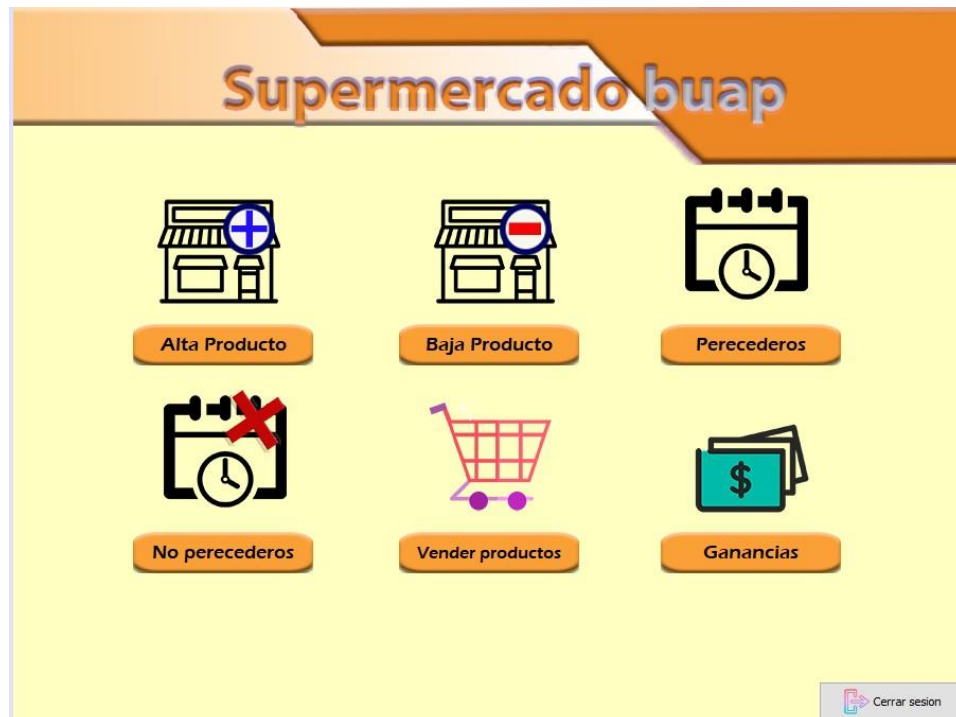 Supermercado buap
Alta Producto
Baja Producto
Perecederos
$
No perecederos
Vender productos
Ganancias
Cerrar sesion